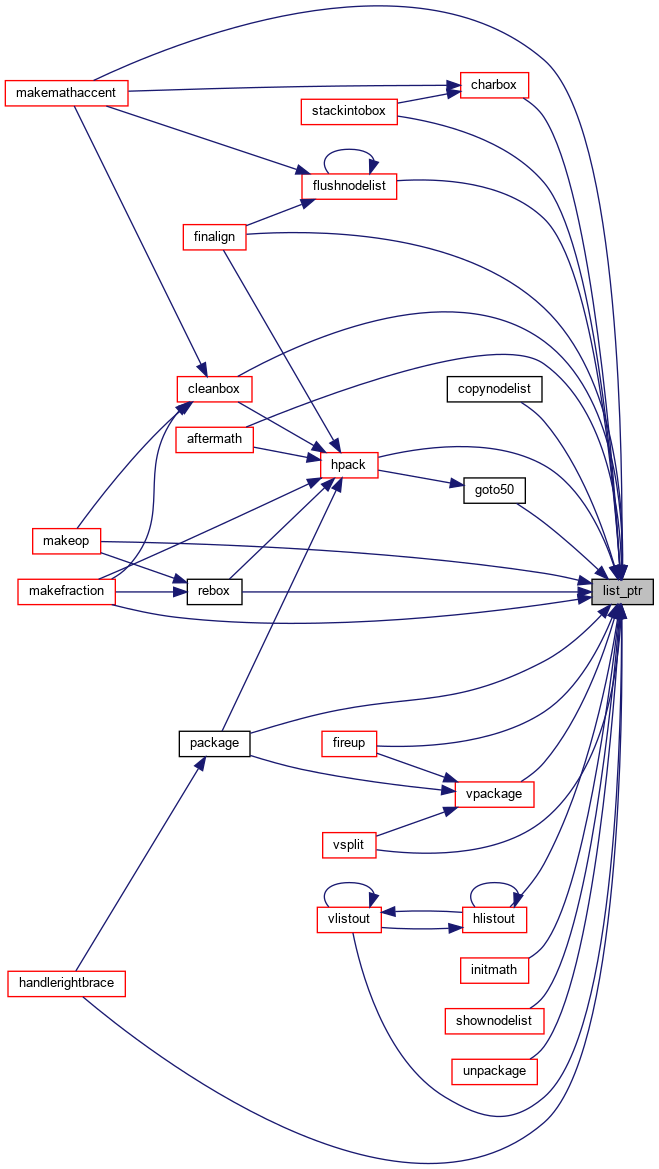 makemathaccent
charbox
stackintobox
flushnodelist
finalign
cleanbox
copynodelist
aftermath
hpack
goto50
makeop
makefraction
rebox
list_ptr
package
fireup
vpackage
vsplit
vlistout
hlistout
initmath
handlerightbrace
shownodelist
unpackage